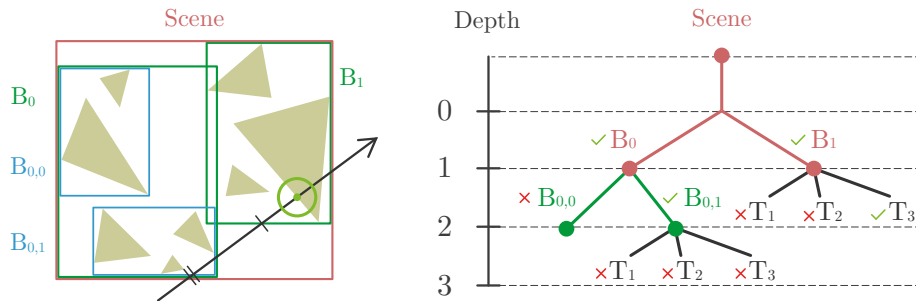 Scene
B0
B1
B0,0
B0,1
Depth
Scene
0
✓ B0
✓ B1
1
× B0,0
✓ B0,1
× T1
× T2
✓ T3
2
× T1
× T2
× T3
3